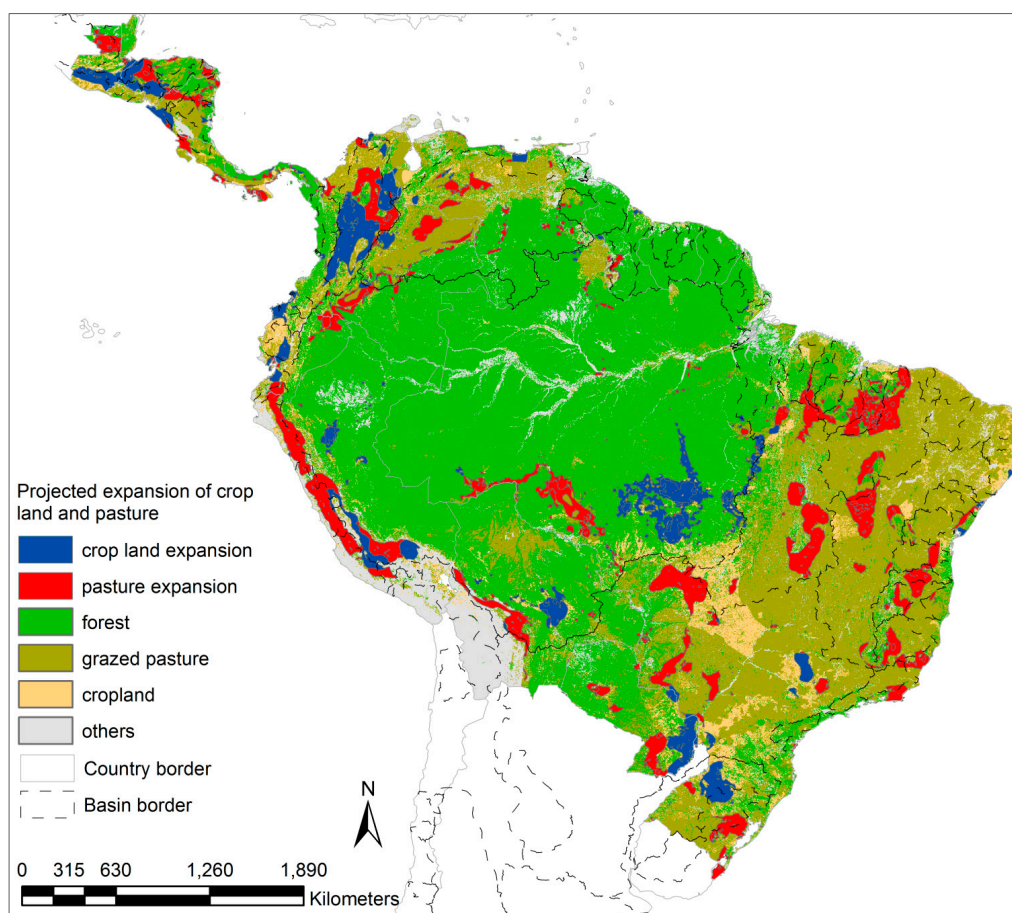 Projected expansion of crop
land and pasture
crop land expansion
pasture expansion
forest
grazed pasture
cropland
others
Country border
Basin border
N
0 315 630 1,260 1,890
Kilometers